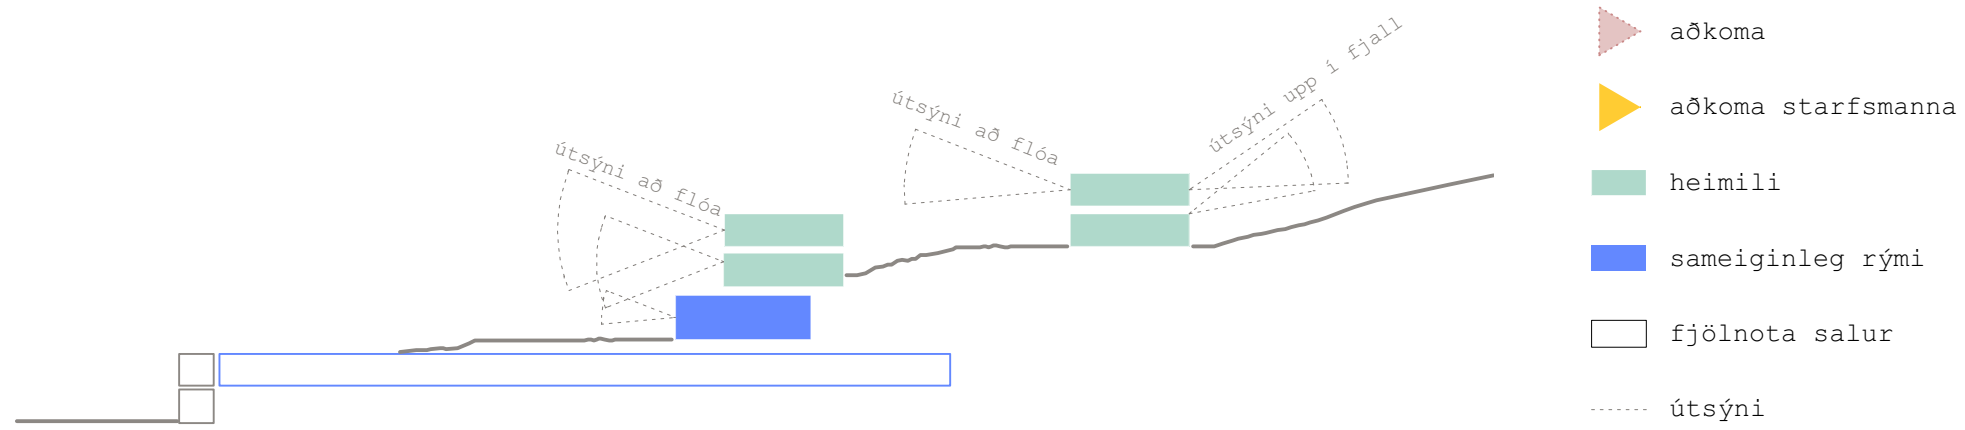 útsýni að flóa
útsýni að flóa
útsýni upp í fjall
aðkoma
aðkoma starfsmanna
heimili
sameiginleg rými
fjölnota salur
útsýni